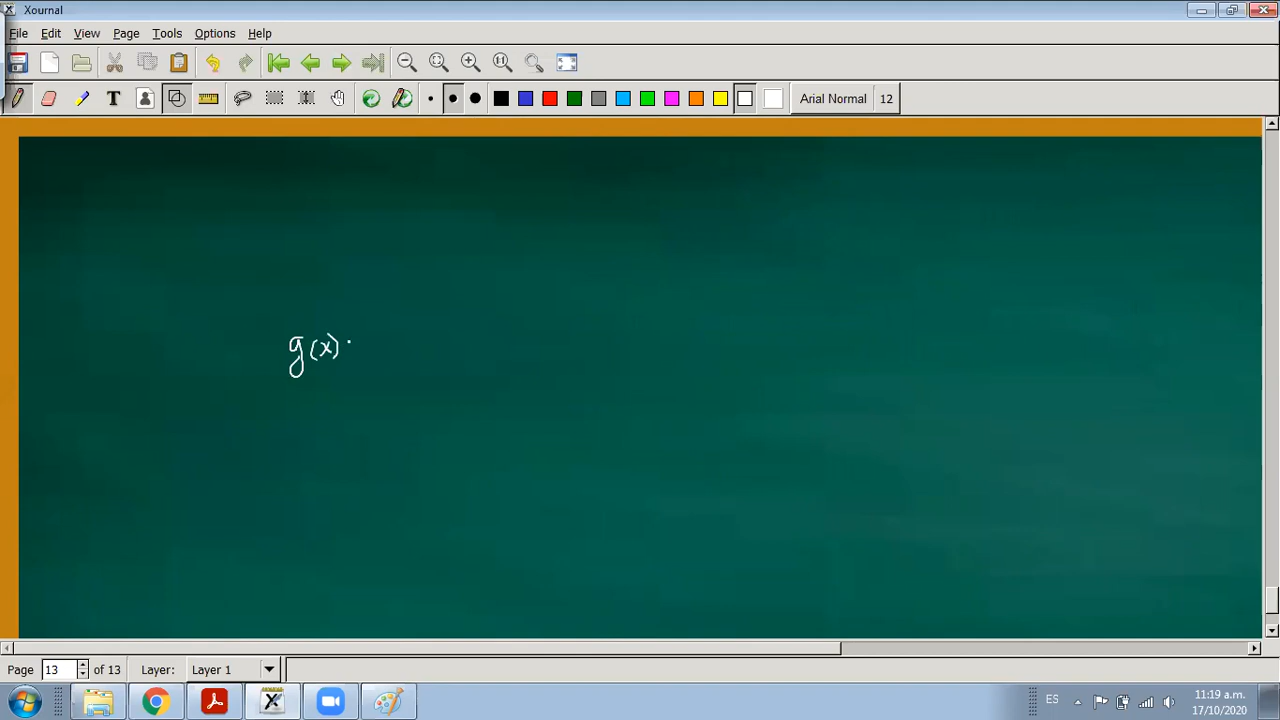 Xournal
File Edit View Page Tools Options Help
T Arial Normal 12
g(x)
Page 13 of 13 Layer: Layer 1
ES 11:19 a.m.
17/10/2020